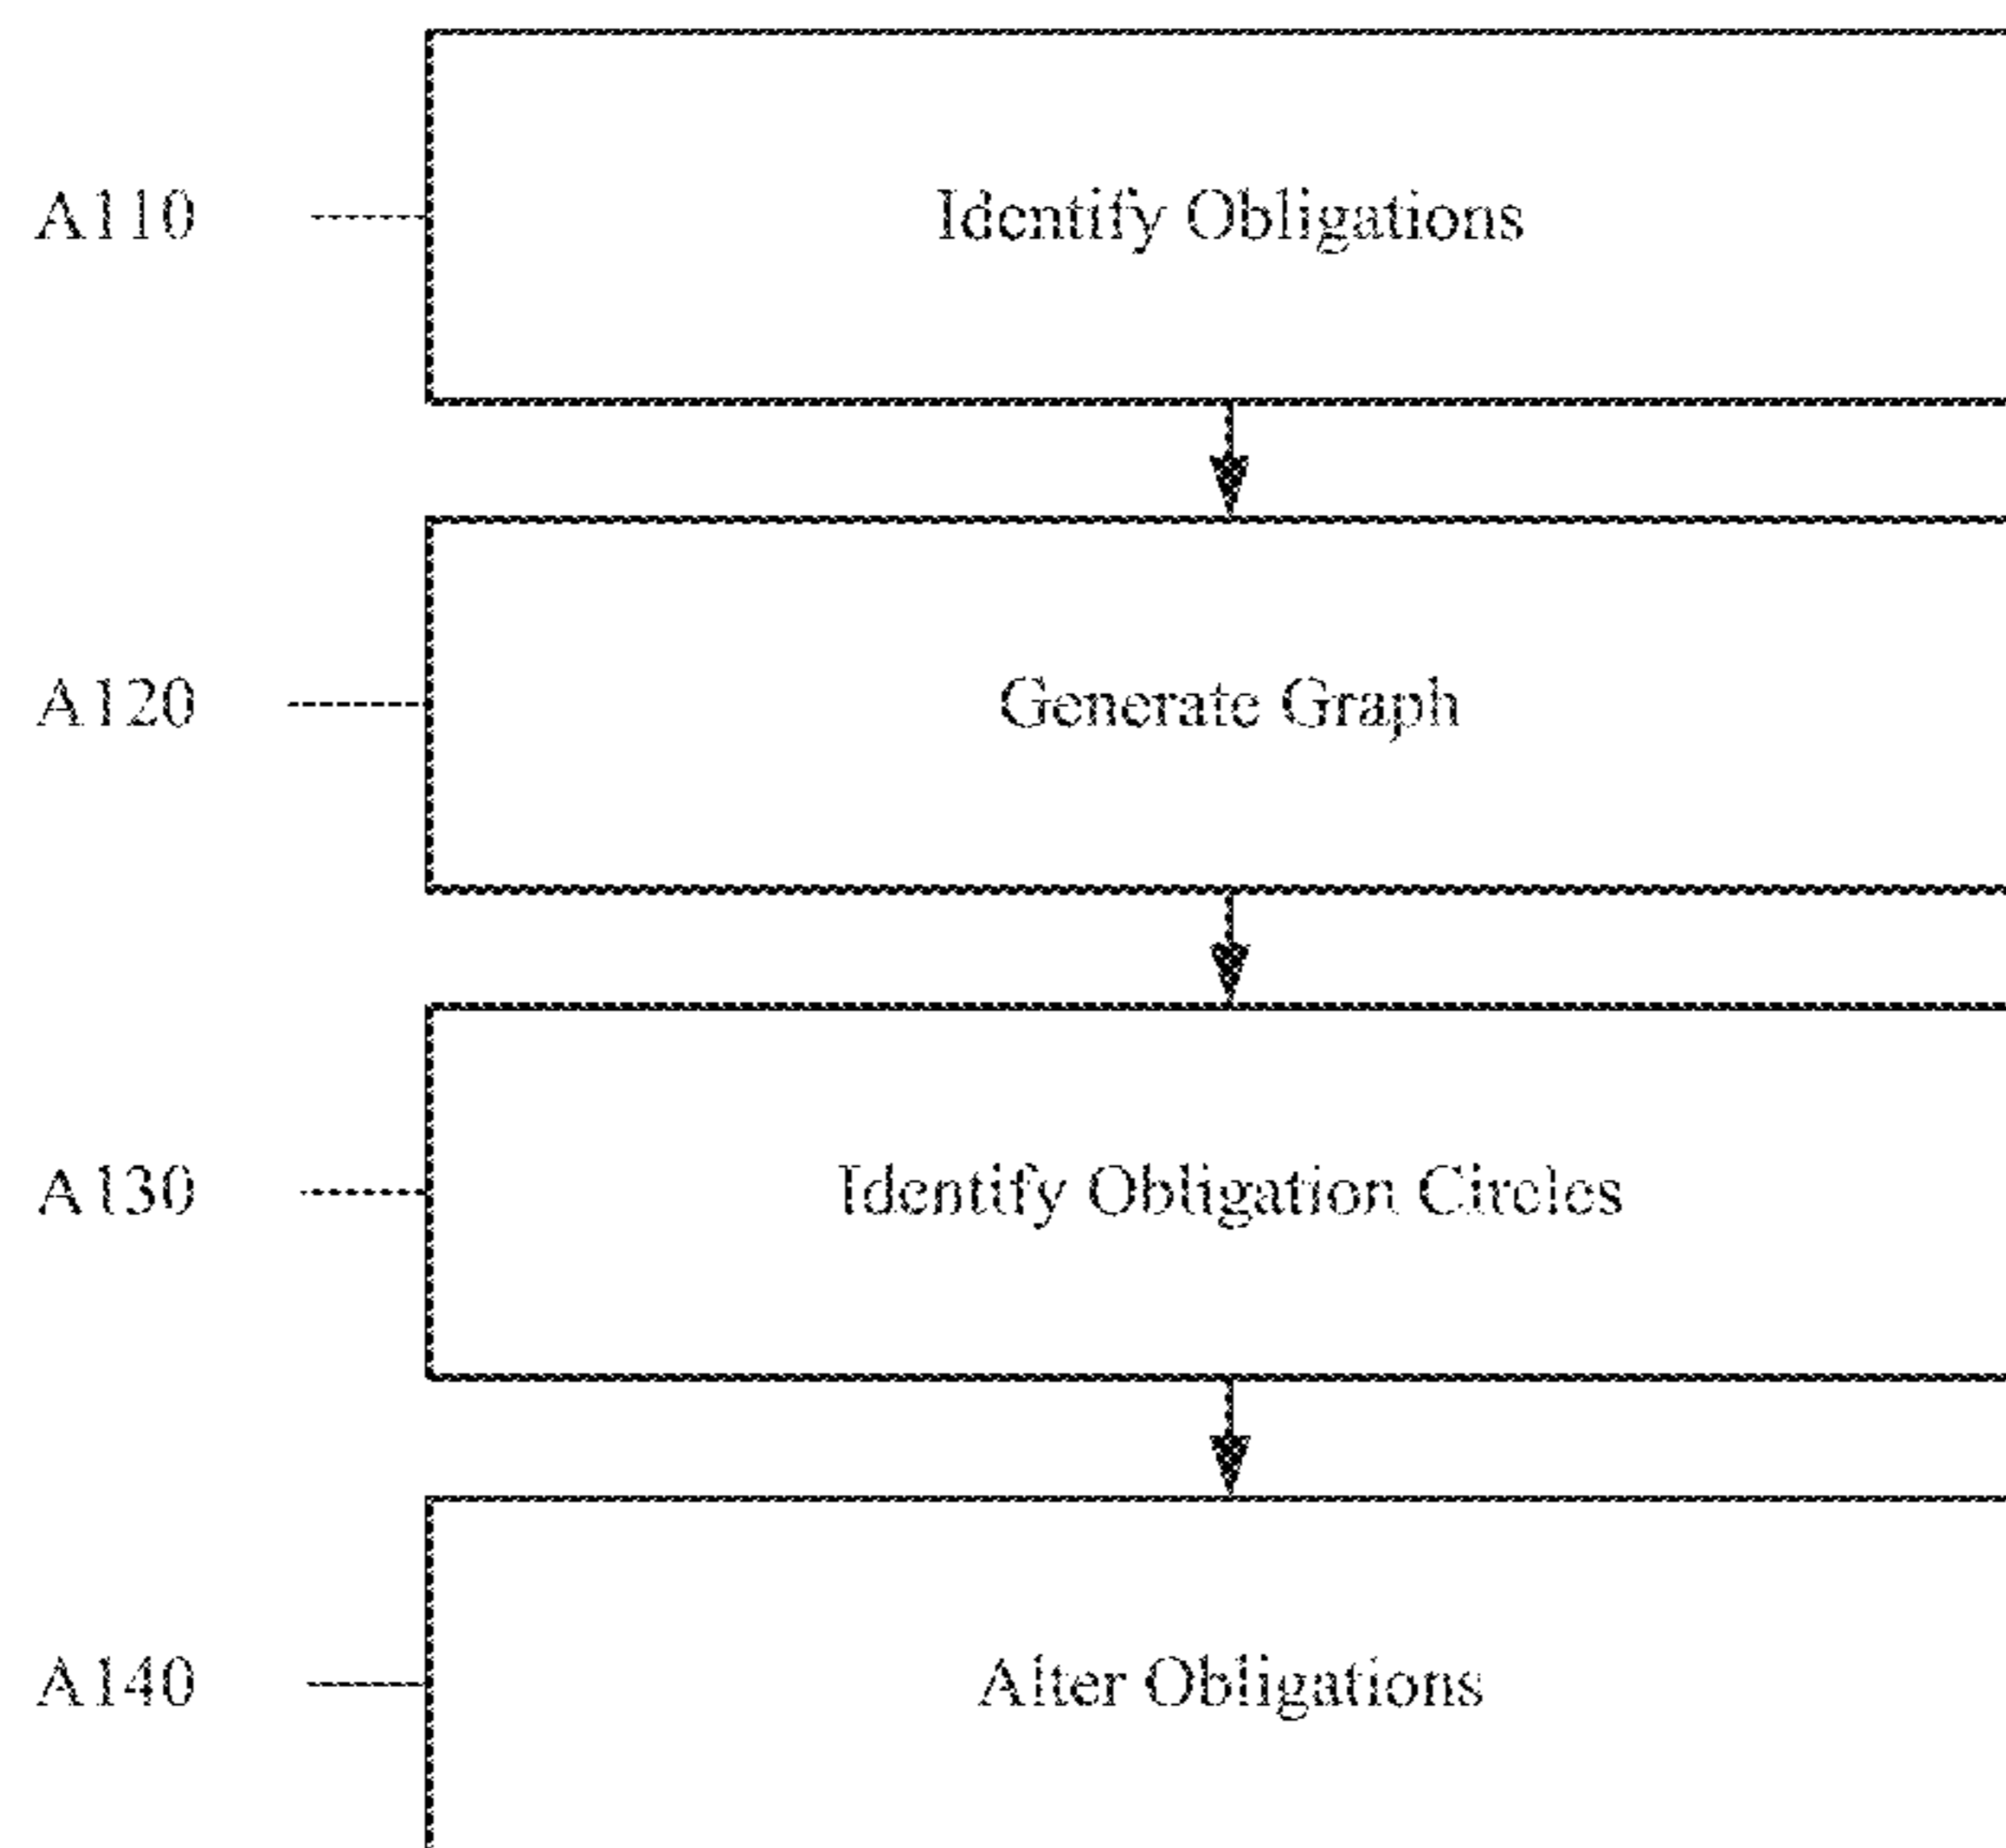 A110
Identify Obligations
A120
Generate Graph
A130
Identify Obligation Circles
A140
Alter Obligations